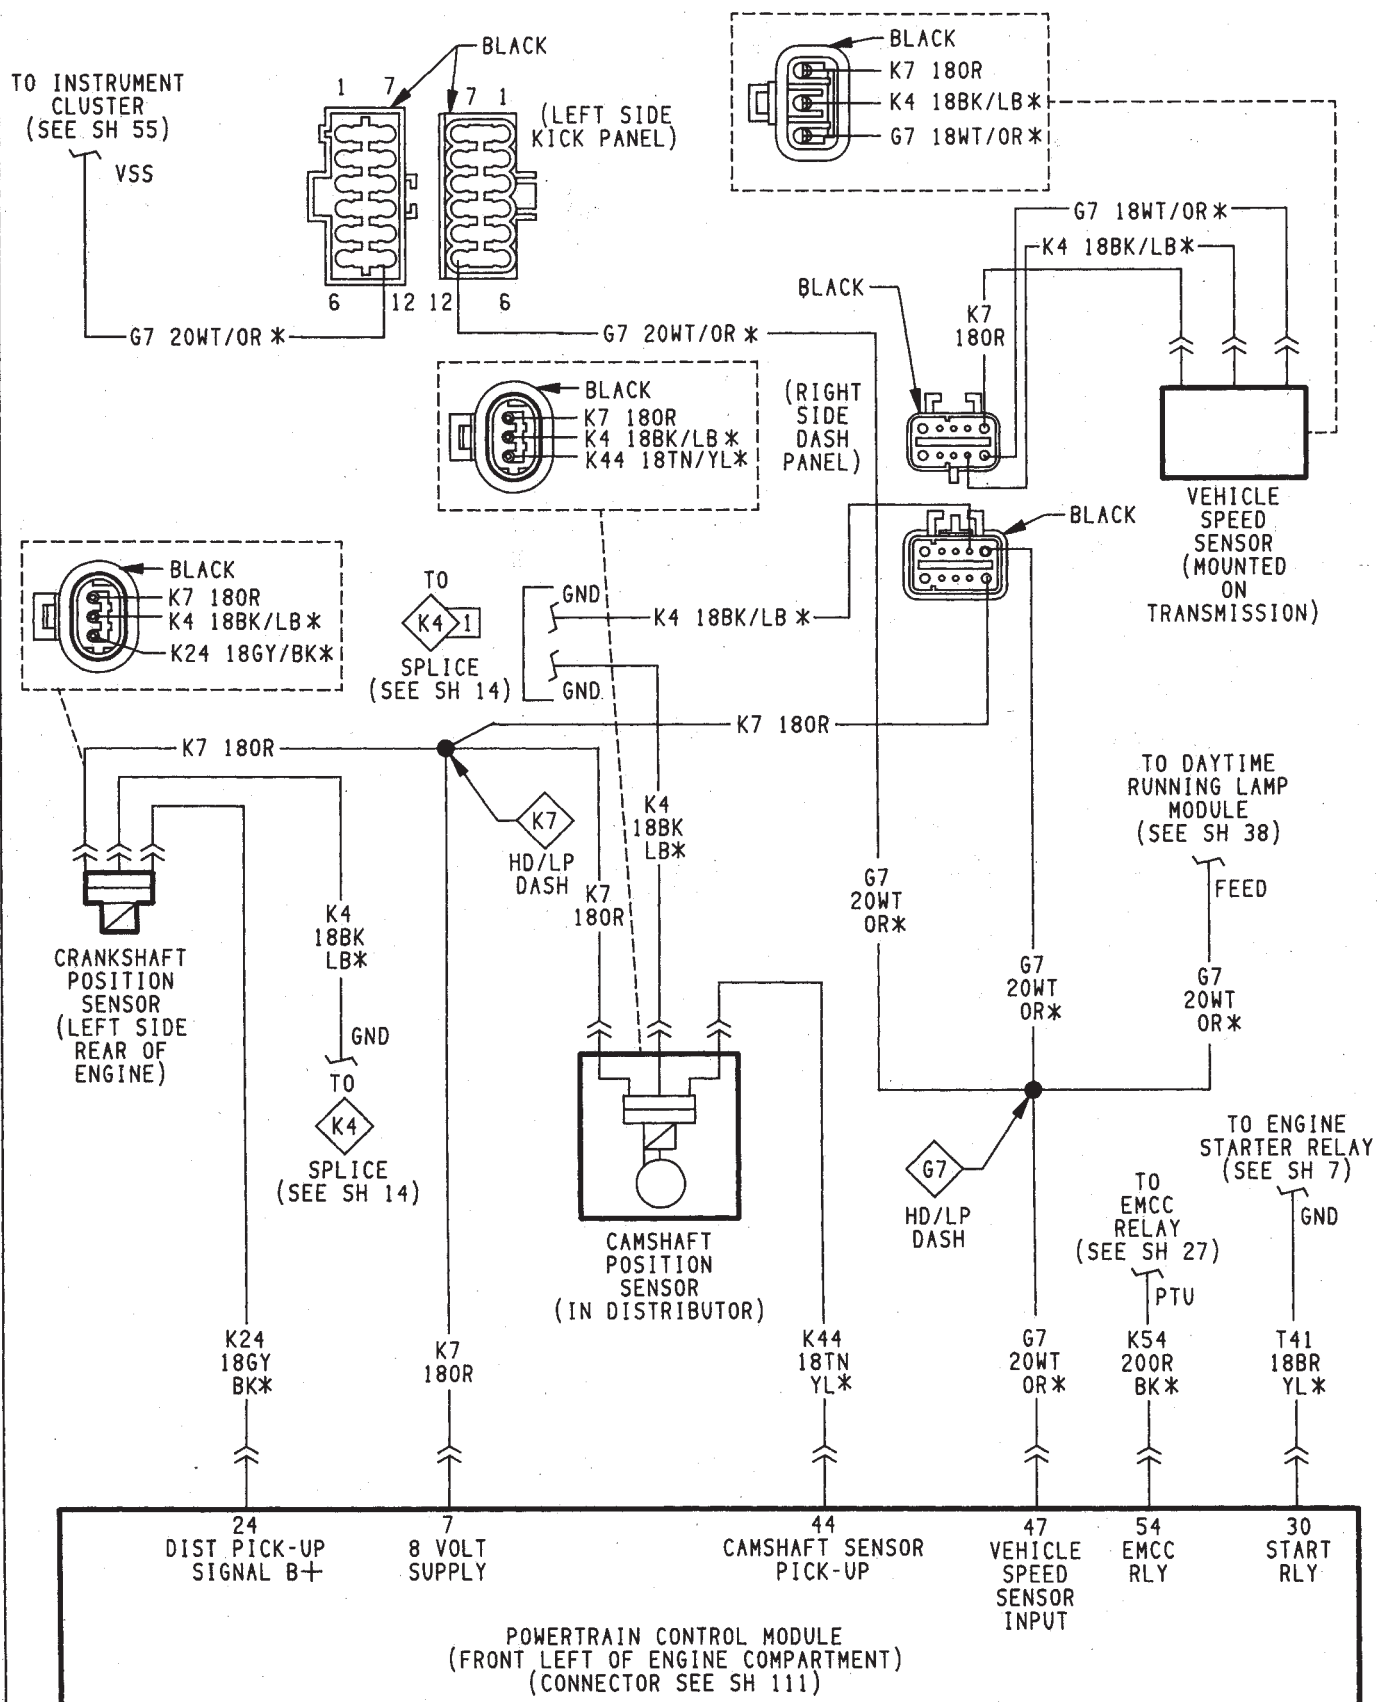 BLACK
TO INSTRUMENT
CLUSTER
(SEE SH 55)
VSS
1 7
7 1
(LEFT SIDE
KICK PANEL)
6 12 12 6
G7 20WT/OR*
G7 20WT/OR*
BLACK
K7 18OR
K4 18BK/LB*
G7 18WT/OR*
G7 18WT/OR*
K4 18BK/LB*
BLACK
K7
18OR
BLACK
K7 18OR
K4 18BK/LB*
K44 18TN/YL*
(RIGHT
SIDE
DASH
PANEL)
VEHICLE
SPEED
SENSOR
(MOUNTED
ON
TRANSMISSION)
BLACK
BLACK
K7 18OR
K4 18BK/LB*
K24 18GY/BK*
TO
K4 1
SPLICE
(SEE SH 14)
GND
GND
K4 18BK/LB*
K7 18OR
K7 18OR
K7
HD/LP
DASH
K4
18BK
LB*
K7
18OR
TO DAYTIME
RUNNING LAMP
MODULE
(SEE SH 38)
FEED
G7
20WT
OR*
G7
20WT
OR*
G7
20WT
OR*
CRANKSHAFT
POSITION
SENSOR
(LEFT SIDE
REAR OF
ENGINE)
K4
18BK
LB*
GND
TO
K4
SPLICE
(SEE SH 14)
CAMSHAFT
POSITION
SENSOR
(IN DISTRIBUTOR)
G7
HD/LP
DASH
TO
EMCC
RELAY
(SEE SH 27)
PTU
TO ENGINE
STARTER RELAY
(SEE SH 7)
GND
K24
18GY
BK*
K7
18OR
K44
18TN
YL*
G7
20WT
OR*
K54
20OR
BK*
T41
18BR
YL*
24
DIST PICK-UP
SIGNAL B+
7
8 VOLT
SUPPLY
44
CAMSHAFT SENSOR
PICK-UP
47
VEHICLE
SPEED
SENSOR
INPUT
54
EMCC
RLY
30
START
RLY
POWERTRAIN CONTROL MODULE
(FRONT LEFT OF ENGINE COMPARTMENT)
(CONNECTOR SEE SH 111)